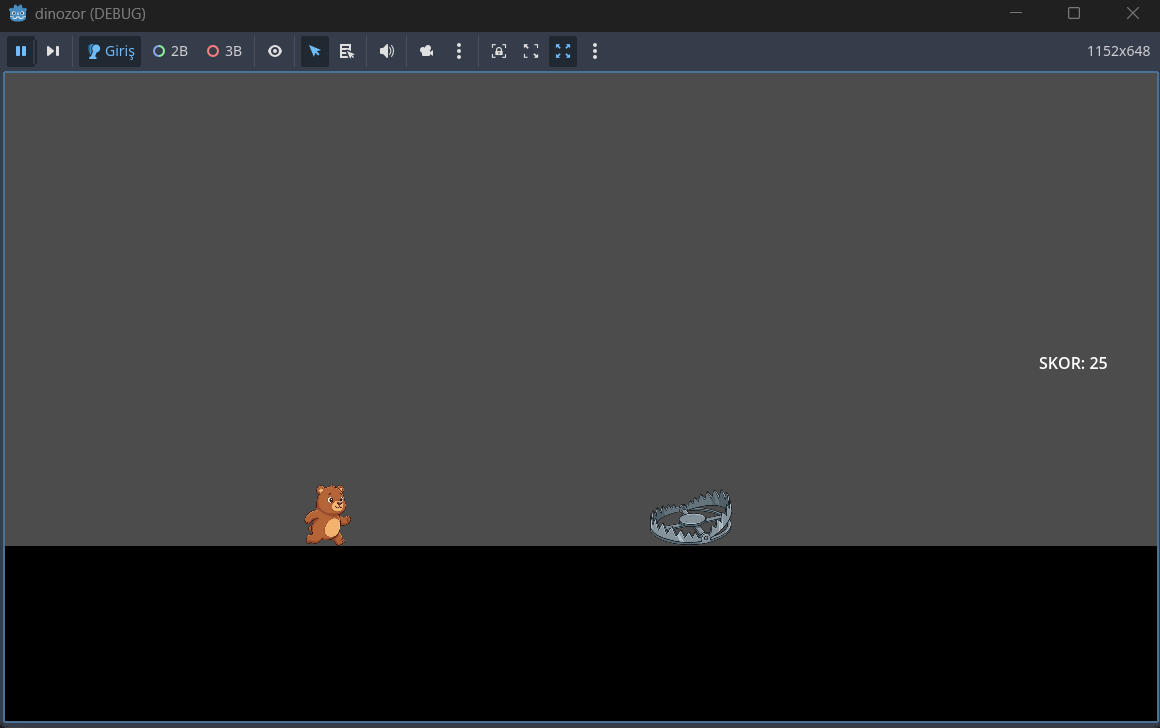 dinozor (DEBUG)
Giriş 2B 3B 1152x648
SKOR: 25